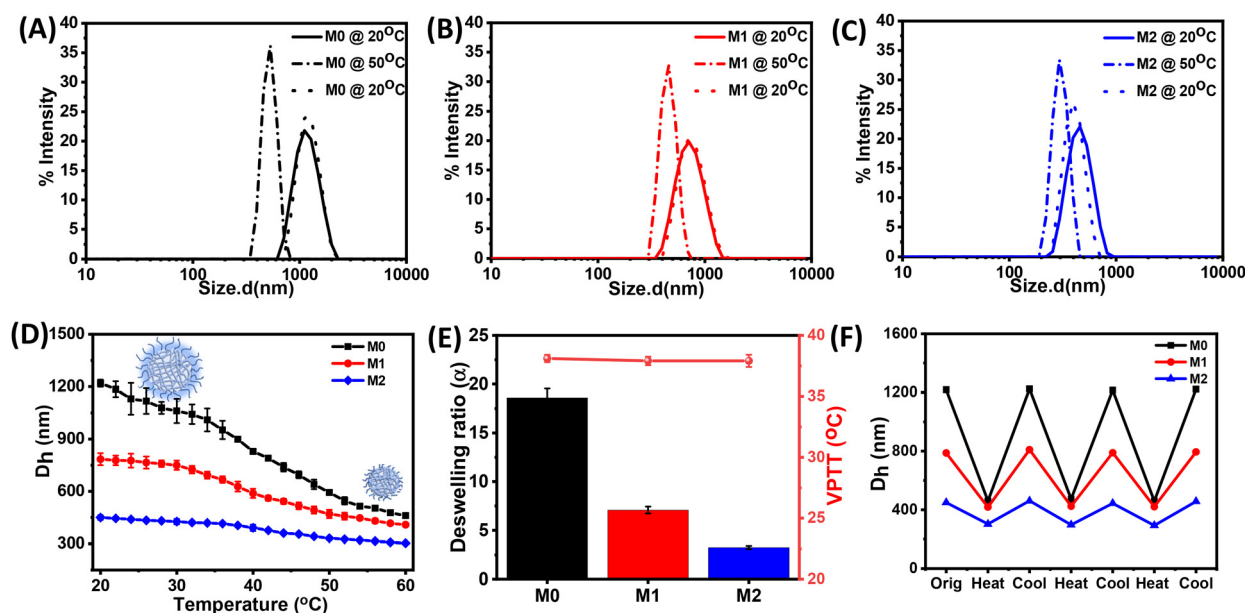 (A)
M0 @ 20°C
M0 @ 50°C
M0 @ 20°C
% Intensity
40
35
30
25
20
15
10
5
0
10 100 1000 10000
Size.d(nm)
(B)
M1 @ 20°C
M1 @ 50°C
M1 @ 20°C
% Intensity
40
35
30
25
20
15
10
5
0
10 100 1000 10000
Size.d(nm)
(C)
M2 @ 20°C
M2 @ 50°C
M2 @ 20°C
% Intensity
40
35
30
25
20
15
10
5
0
10 100 1000 10000
Size.d(nm)
(D)
M0
M1
M2
Dh (nm)
1500
1200
900
600
300
20 30 40 50 60
Temperature (°C)
(E)
Deswelling ratio (α)
25
20
15
10
5
0
M0 M1 M2
40
35
30
25
20
VPTT (°C)
(F)
M0
M1
M2
Dh (nm)
1600
1200
800
400
0
Orig Heat Cool Heat Cool Heat Cool